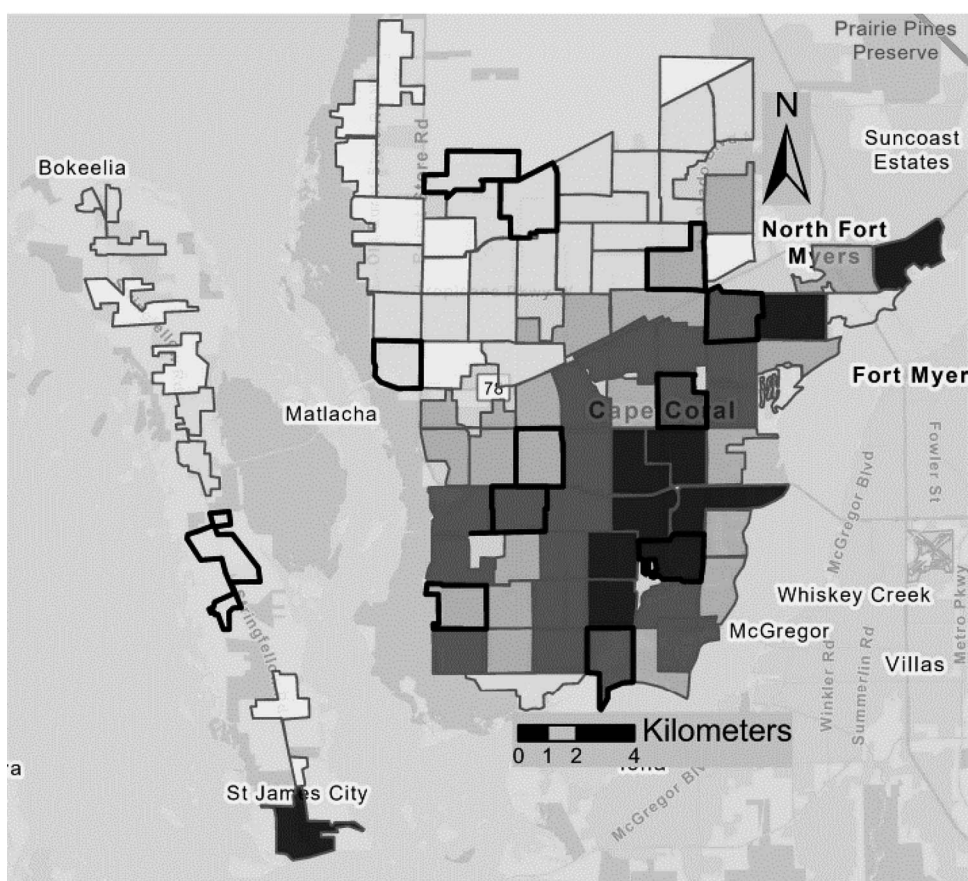 Prairie Pines
Preserve
N
Suncoast
Estates
Bokeelia
North Fort
Myers
78
Fort Myer
Matlacha
Cape Coral
Fowler St
McGregor Blvd
Whiskey Creek
McGregor
Metro Pkwy
Villas
Winkler Rd
Summerlin Rd
Kilometers
0 1 2 4
St James City
McGregor